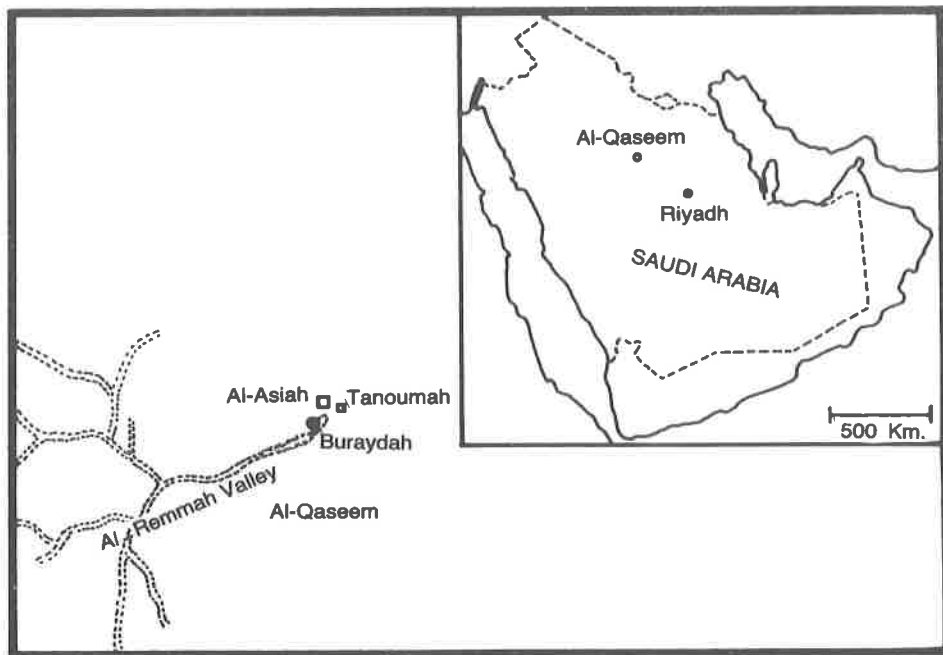 Al-Qaseem
Riyadh
SAUDI ARABIA
500 Km.
Al-Asiah
Tanoumah
Buraydah
Al - Remmah Valley
Al-Qaseem